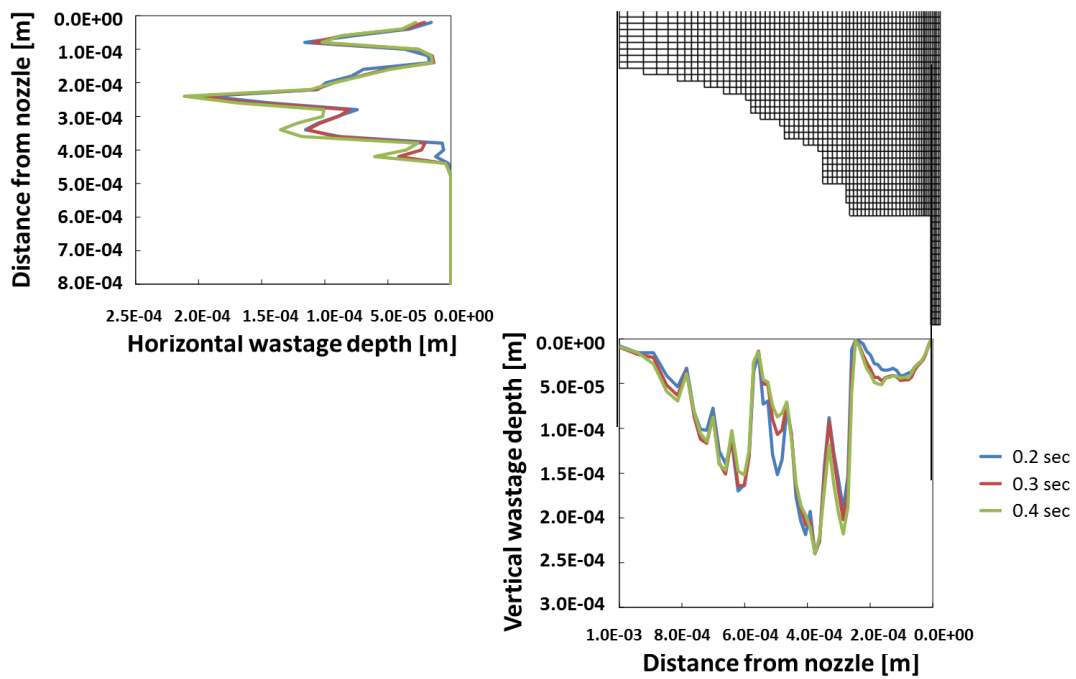 Distance from nozzle [m]
0.0E+00
1.0E-04
2.0E-04
3.0E-04
4.0E-04
5.0E-04
6.0E-04
7.0E-04
8.0E-04
2.5E-04 2.0E-04 1.5E-04 1.0E-04 5.0E-05 0.0E+00
Horizontal wastage depth [m]
Vertical wastage depth [m]
0.0E+00
5.0E-05
1.0E-04
1.5E-04
2.0E-04
2.5E-04
3.0E-04
1.0E-03 8.0E-04 6.0E-04 4.0E-04 2.0E-04 0.0E+00
Distance from nozzle [m]
0.2 sec
0.3 sec
0.4 sec